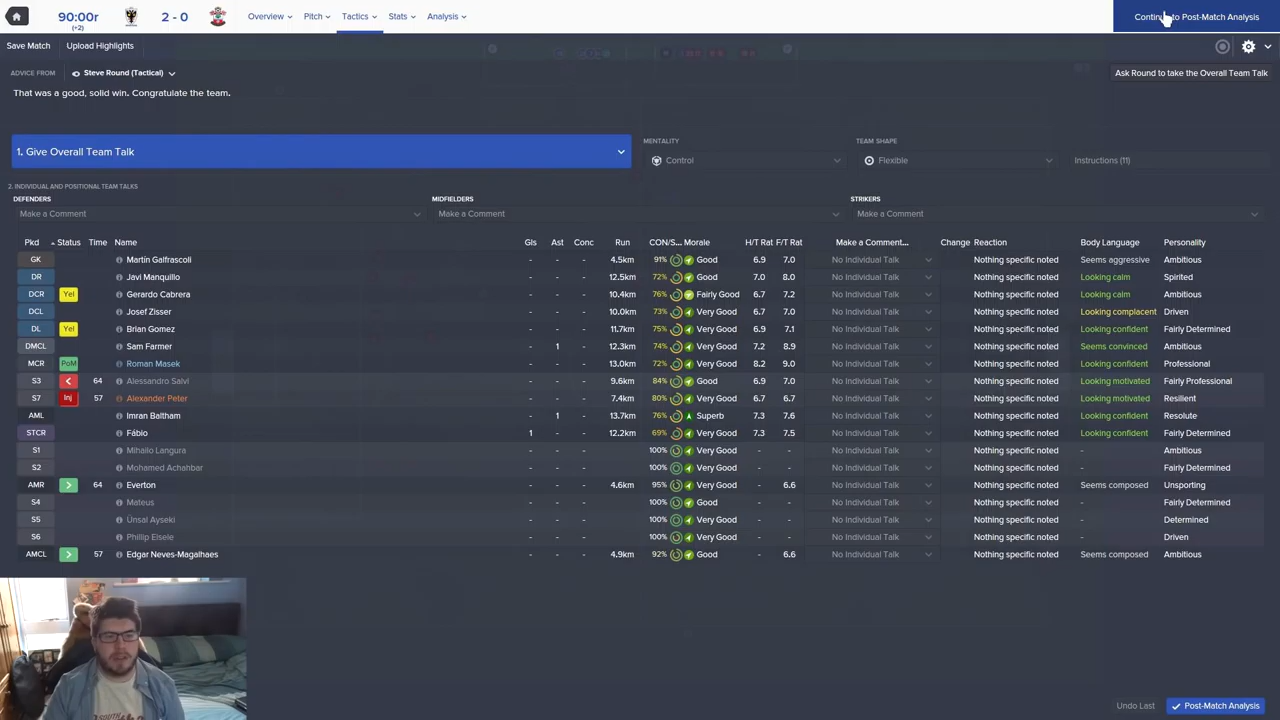 90:00r
(+2)
2 - 0
Overview
Pitch
Tactics
Stats
Analysis
Continue to Post-Match Analysis
Save Match
Upload Highlights
ADVICE FROM
Steve Round (Tactical)
Ask Round to take the Overall Team Talk
That was a good, solid win. Congratulate the team.
1. Give Overall Team Talk
MENTALITY
TEAM SHAPE
Control
Flexible
Instructions (11)
2. INDIVIDUAL AND POSITIONAL TEAM TALKS
DEFENDERS
MIDFIELDERS
STRIKERS
Make a Comment
Make a Comment
Make a Comment
Pkd Status Time Name Gls Ast Conc Run CON/S... Morale H/T Rat F/T Rat Make a Comment... Change Reaction Body Language Personality
GK Martín Galfrascoli - - - 4.5km 91% Good 6.9 7.0 No Individual Talk Nothing specific noted Seems aggressive Ambitious
DR Javi Manquillo - - - 12.5km 72% Good 7.0 8.0 No Individual Talk Nothing specific noted Looking calm Spirited
DCR Yel Gerardo Cabrera - - - 10.4km 76% Fairly Good 6.7 7.2 No Individual Talk Nothing specific noted Looking calm Ambitious
DCL Josef Zisser - - - 10.0km 73% Very Good 6.7 7.0 No Individual Talk Nothing specific noted Looking complacent Driven
DL Yel Brian Gomez - - - 11.7km 75% Very Good 6.9 7.1 No Individual Talk Nothing specific noted Looking confident Fairly Determined
DMCL Sam Farmer - 1 - 12.3km 74% Very Good 7.2 8.9 No Individual Talk Nothing specific noted Seems convinced Ambitious
MCR PoM Roman Masek - - - 13.0km 72% Very Good 8.2 9.0 No Individual Talk Nothing specific noted Looking confident Professional
S3 64 Alessandro Salvi - - - 9.6km 84% Good 6.9 7.0 No Individual Talk Nothing specific noted Looking motivated Fairly Professional
S7 Inj 57 Alexander Peter - - - 7.4km 80% Very Good 6.7 6.7 No Individual Talk Nothing specific noted Looking motivated Resilient
AML Imran Baltham - 1 - 13.7km 76% Superb 7.3 7.6 No Individual Talk Nothing specific noted Looking confident Resolute
STCR Fábio 1 - - 12.2km 69% Very Good 7.3 7.5 No Individual Talk Nothing specific noted Looking confident Fairly Determined
S1 Mihailo Langura - - - 100% Very Good - - No Individual Talk Nothing specific noted - Ambitious
S2 Mohamed Achahbar - - - 100% Very Good - - No Individual Talk Nothing specific noted - Fairly Determined
AMR 64 Everton - - - 4.6km 95% Very Good - 6.6 No Individual Talk Nothing specific noted Seems composed Unsporting
S4 Mateus - - - 100% Good - - No Individual Talk Nothing specific noted - Fairly Determined
S5 Ünsal Ayseki - - - 100% Very Good - - No Individual Talk Nothing specific noted - Determined
S6 Phillip Eisele - - - 100% Very Good - - No Individual Talk Nothing specific noted - Driven
AMCL 57 Edgar Neves-Magalhaes - - - 4.9km 92% Good - 6.6 No Individual Talk Nothing specific noted Seems composed Ambitious
Undo Last
Post-Match Analysis